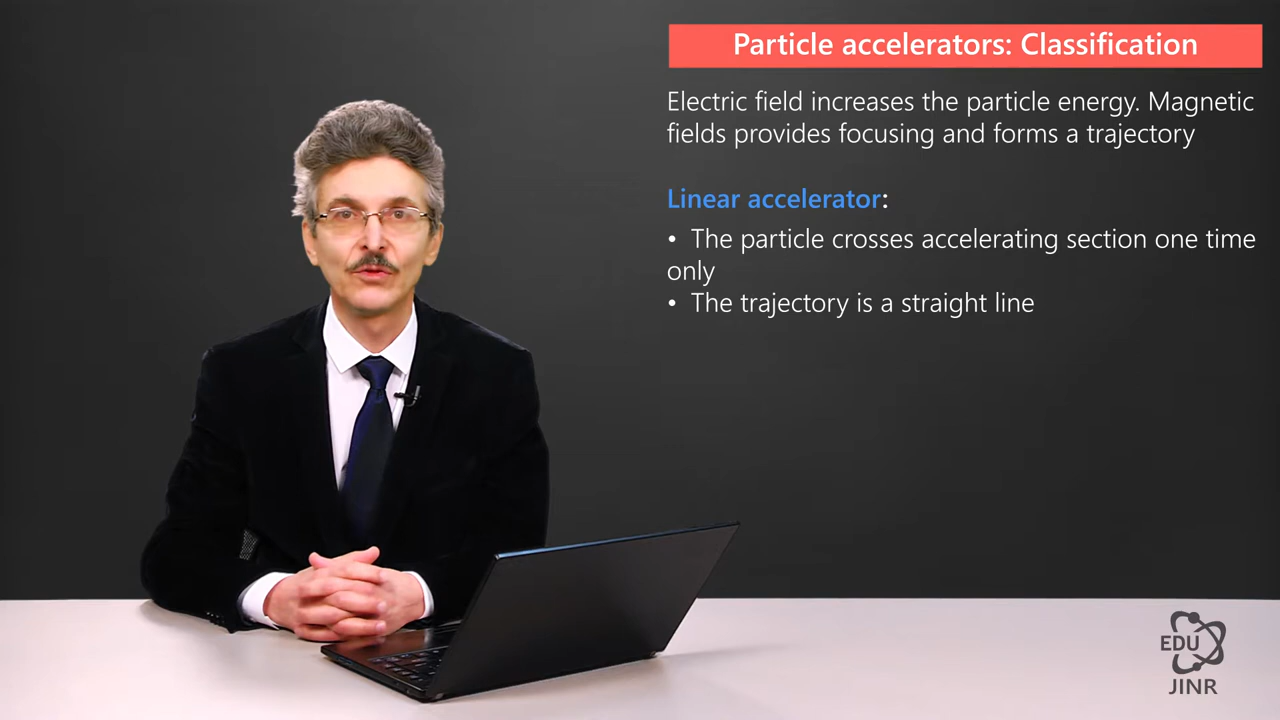 Particle accelerators: Classification
Electric field increases the particle energy. Magnetic
fields provides focusing and forms a trajectory
Linear accelerator:
• The particle crosses accelerating section one time
only
• The trajectory is a straight line
EDU
JINR